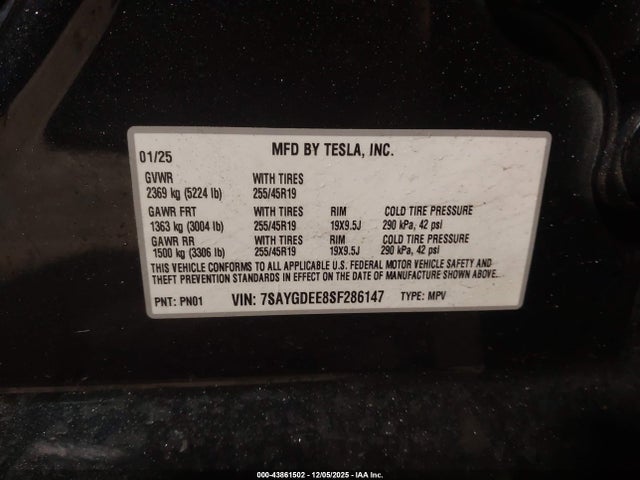 01/25 MFD BY TESLA, INC.
GVWR WITH TIRES
2369 kg (5224 lb) 255/45R19
GAWR FRT WITH TIRES RIM COLD TIRE PRESSURE
1363 kg (3004 lb) 255/45R19 19X9.5J 290 kPa, 42 psi
GAWR RR WITH TIRES RIM COLD TIRE PRESSURE
1500 kg (3306 lb) 255/45R19 19X9.5J 290 kPa, 42 psi
THIS VEHICLE CONFORMS TO ALL APPLICABLE U.S. FEDERAL MOTOR VEHICLE SAFETY AND
THEFT PREVENTION STANDARDS IN EFFECT ON THE DATE OF MANUFACTURE SHOWN ABOVE.
PNT: PN01 VIN: 7SAYGDEE8SF286147 TYPE: MPV
000-43861502 - 12/05/2025 - IAA Inc.